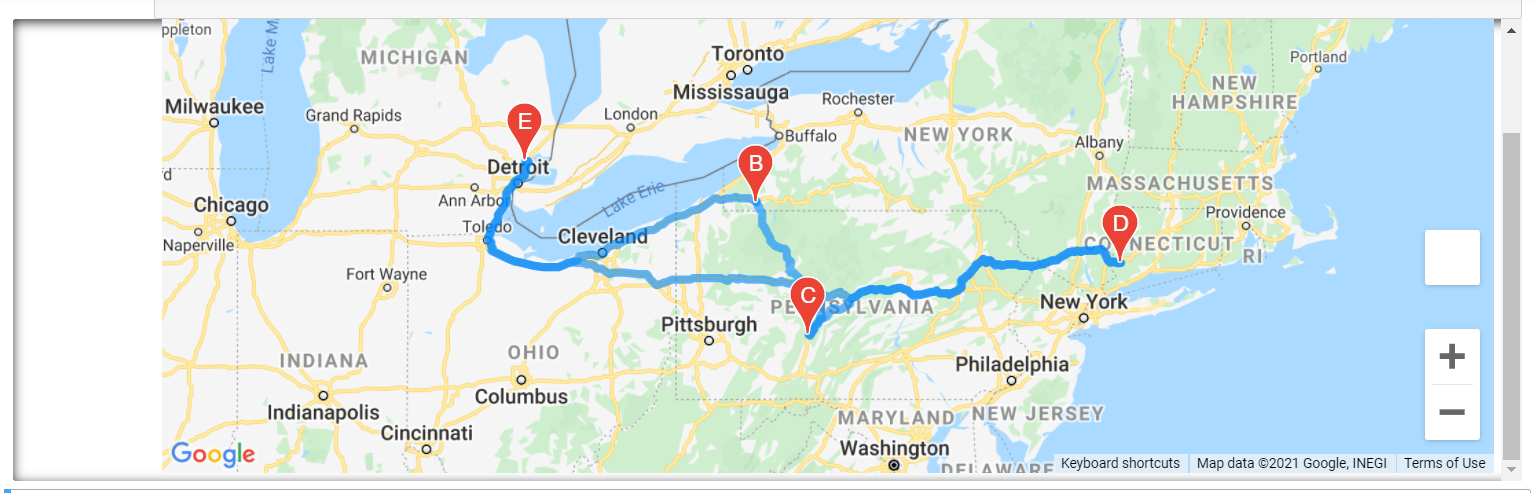 ppleton
Lake M
MICHIGAN
Toronto
Mississauga
Portland
NEW
HAMPSHIRE
Milwaukee
Grand Rapids
London
Rochester
E
Buffalo
NEW YORK
Albany
Detroit
B
rd
Ann Arbor
Lake Erie
MASSACHUSETTS
Chicago
Toledo
Cleveland
D
Providence
Naperville
CONNECTICUT
RI
Fort Wayne
C
PENNSYLVANIA
New York
Pittsburgh
INDIANA
OHIO
Philadelphia
Columbus
Indianapolis
MARYLAND
NEW JERSEY
Cincinnati
Washington
DELAWARE
Google
Keyboard shortcuts
Map data ©2021 Google, INEGI
Terms of Use